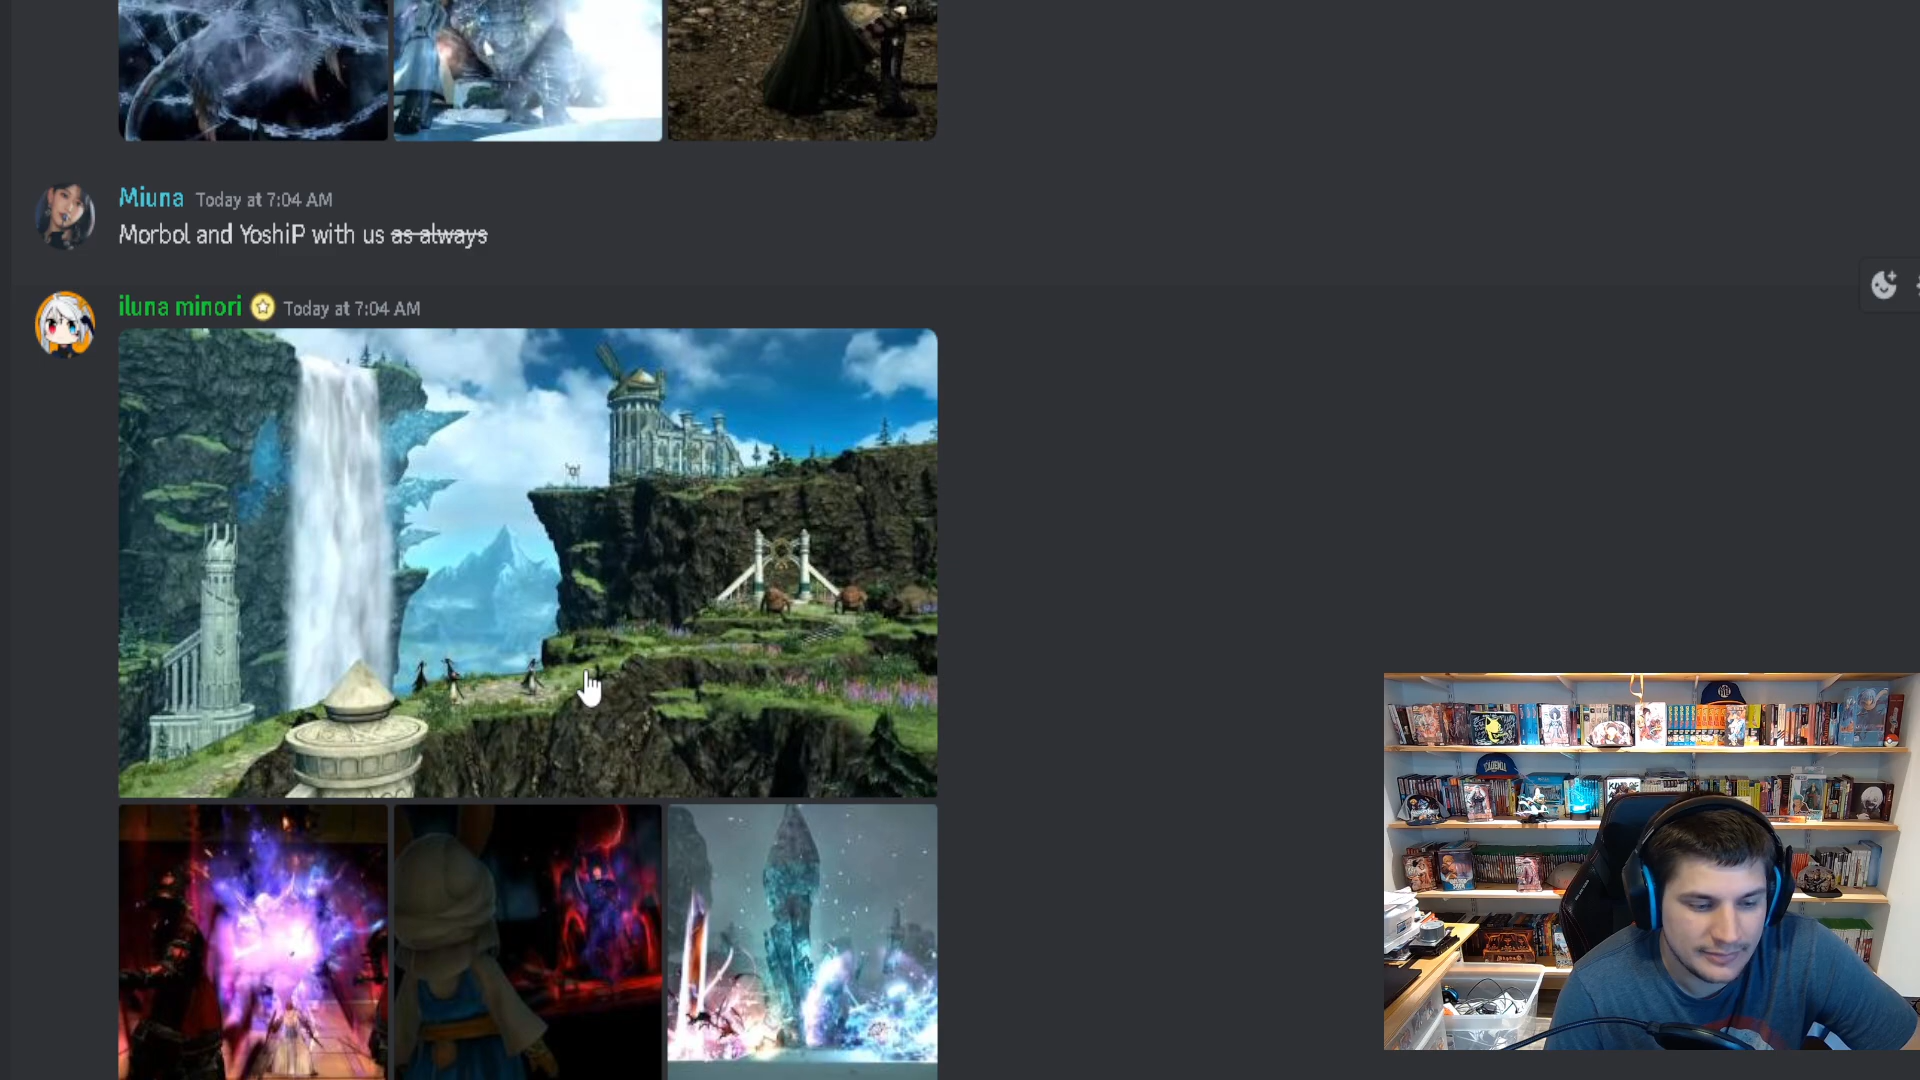 Miuna Today at 7:04 AM
Morbol and YoshiP with us as always
iluna minori Today at 7:04 AM